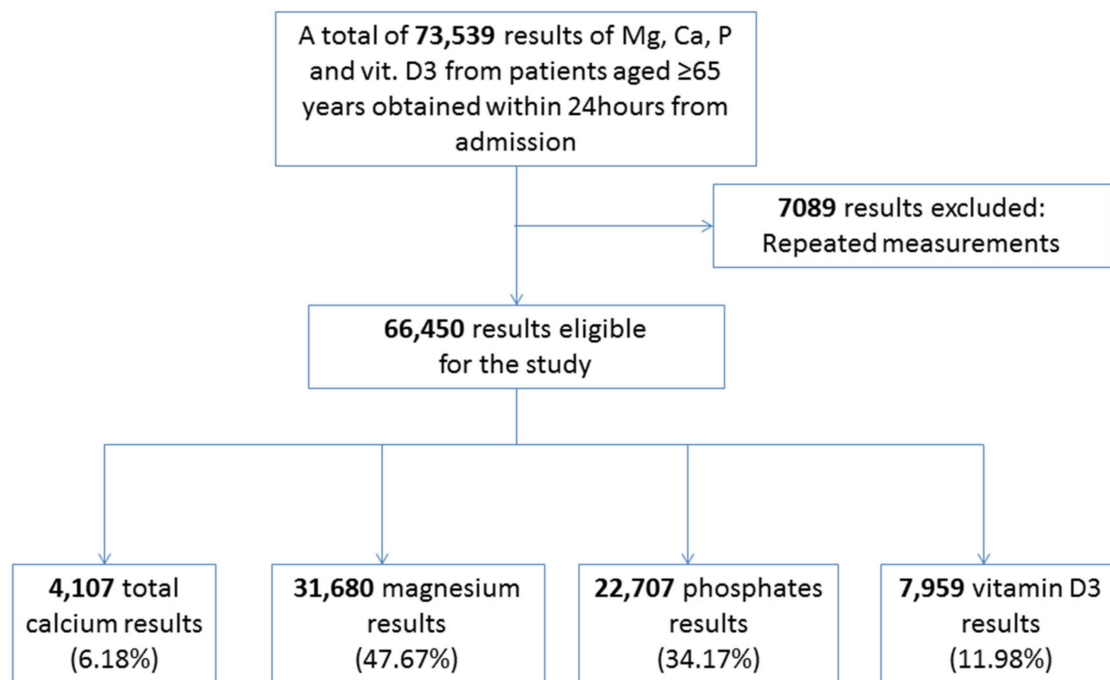 A total of 73,539 results of Mg, Ca, P
and vit. D3 from patients aged ≥65
years obtained within 24hours from
admission
7089 results excluded:
Repeated measurements
66,450 results eligible
for the study
4,107 total
calcium results
(6.18%)
31,680 magnesium
results
(47.67%)
22,707 phosphates
results
(34.17%)
7,959 vitamin D3
results
(11.98%)